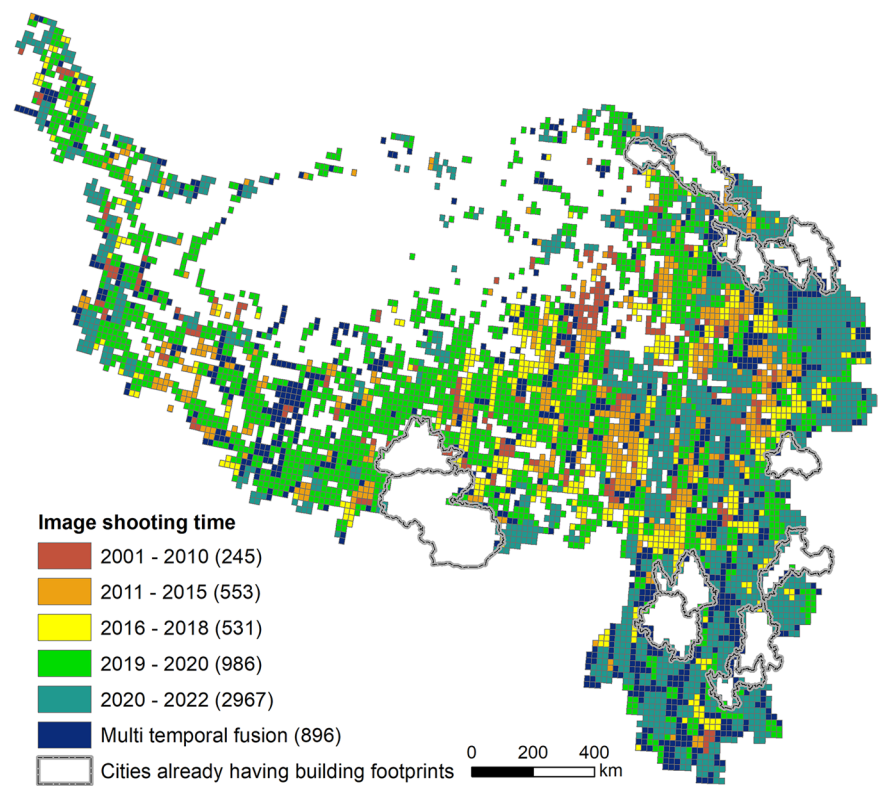 Image shooting time
2001 - 2010 (245)
2011 - 2015 (553)
2016 - 2018 (531)
2019 - 2020 (986)
2020 - 2022 (2967)
Multi temporal fusion (896)
Cities already having building footprints
0 200 400
km